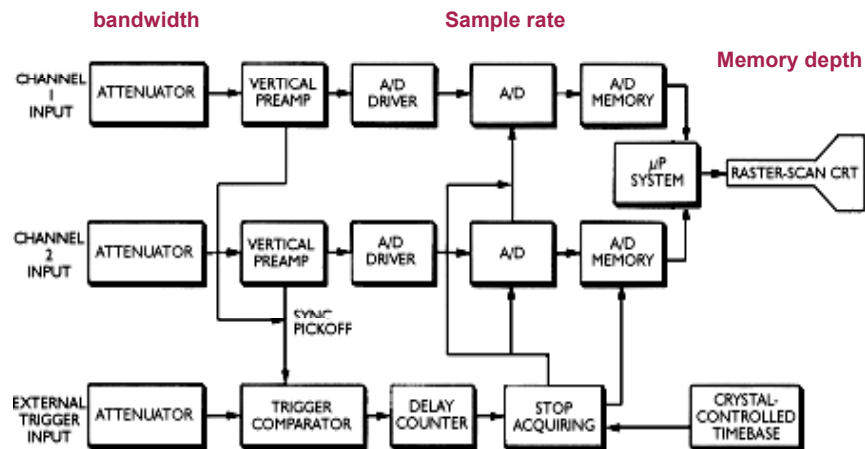 bandwidth
Sample rate
Memory depth
CHANNEL
1
INPUT
ATTENUATOR
VERTICAL
PREAMP
A/D
DRIVER
A/D
A/D
MEMORY
µP
SYSTEM
RASTER-SCAN CRT
CHANNEL
2
INPUT
ATTENUATOR
VERTICAL
PREAMP
A/D
DRIVER
A/D
A/D
MEMORY
SYNC
PICKOFF
EXTERNAL
TRIGGER
INPUT
ATTENUATOR
TRIGGER
COMPARATOR
DELAY
COUNTER
STOP
ACQUIRING
CRYSTAL-
CONTROLLED
TIMEBASE